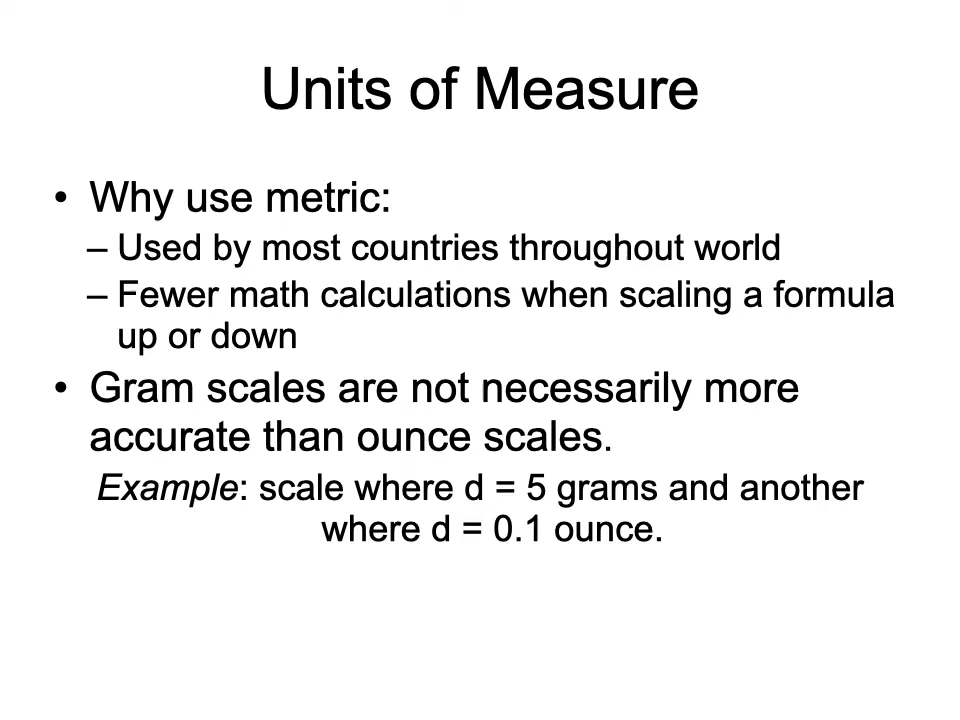 Units of Measure
• Why use metric:
– Used by most countries throughout world
– Fewer math calculations when scaling a formula
up or down
• Gram scales are not necessarily more
accurate than ounce scales.
Example: scale where d = 5 grams and another
where d = 0.1 ounce.